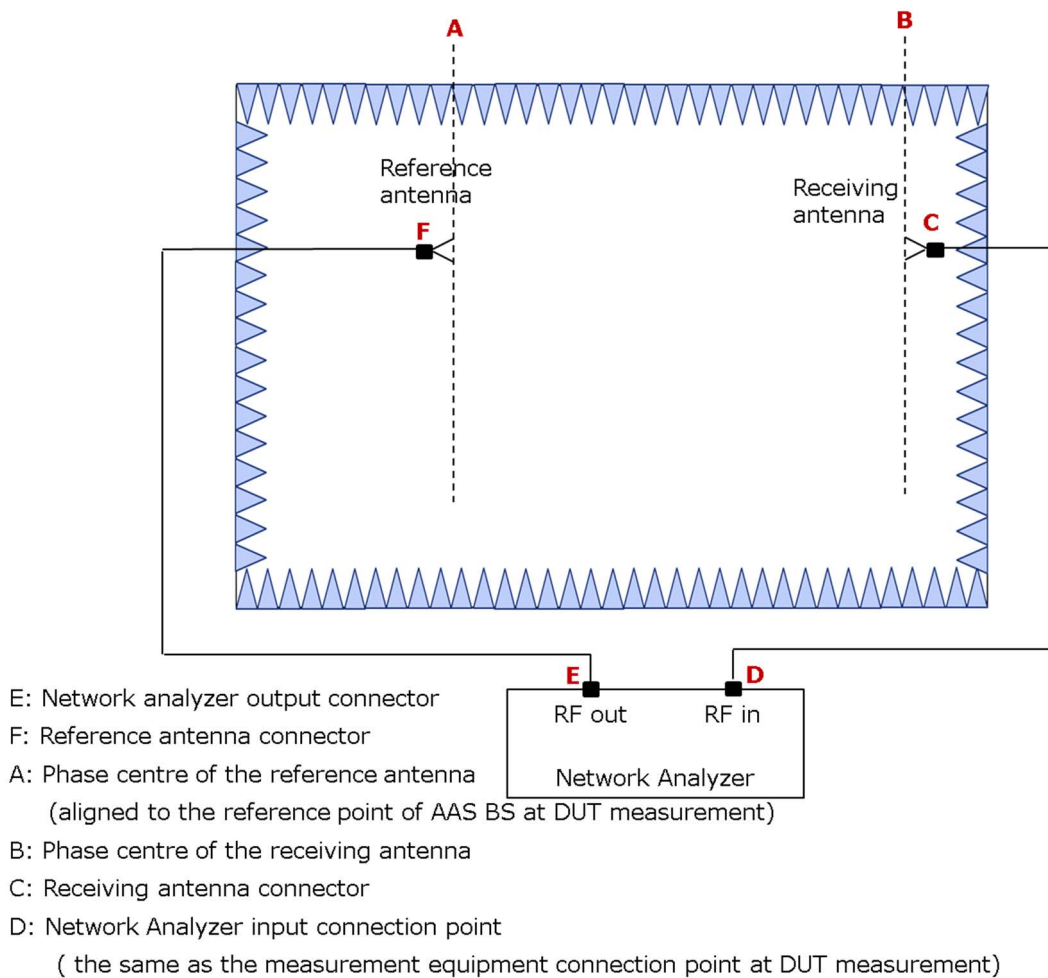 A
B
Reference
antenna
Receiving
antenna
F
C
E
D
RF out
RF in
Network Analyzer
E: Network analyzer output connector
F: Reference antenna connector
A: Phase centre of the reference antenna
(aligned to the reference point of AAS BS at DUT measurement)
B: Phase centre of the receiving antenna
C: Receiving antenna connector
D: Network Analyzer input connection point
( the same as the measurement equipment connection point at DUT measurement)